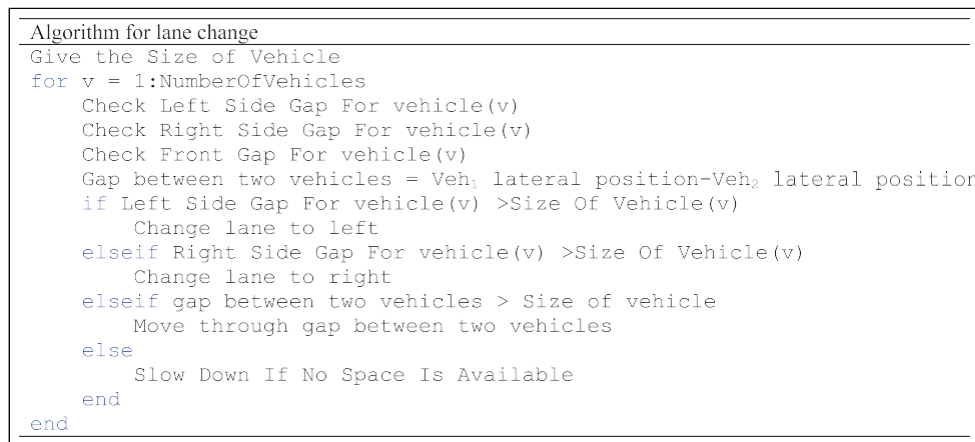 Algorithm for lane change
Give the Size of Vehicle
for v = 1:NumberOfVehicles
Check Left Side Gap For vehicle(v)
Check Right Side Gap For vehicle(v)
Check Front Gap For vehicle(v)
Gap between two vehicles = Veh₁ lateral position-Veh₂ lateral position
if Left Side Gap For vehicle(v) >Size Of Vehicle(v)
Change lane to left
elseif Right Side Gap For vehicle(v) >Size Of Vehicle(v)
Change lane to right
elseif gap between two vehicles > Size of vehicle
Move through gap between two vehicles
else
Slow Down If No Space Is Available
end
end